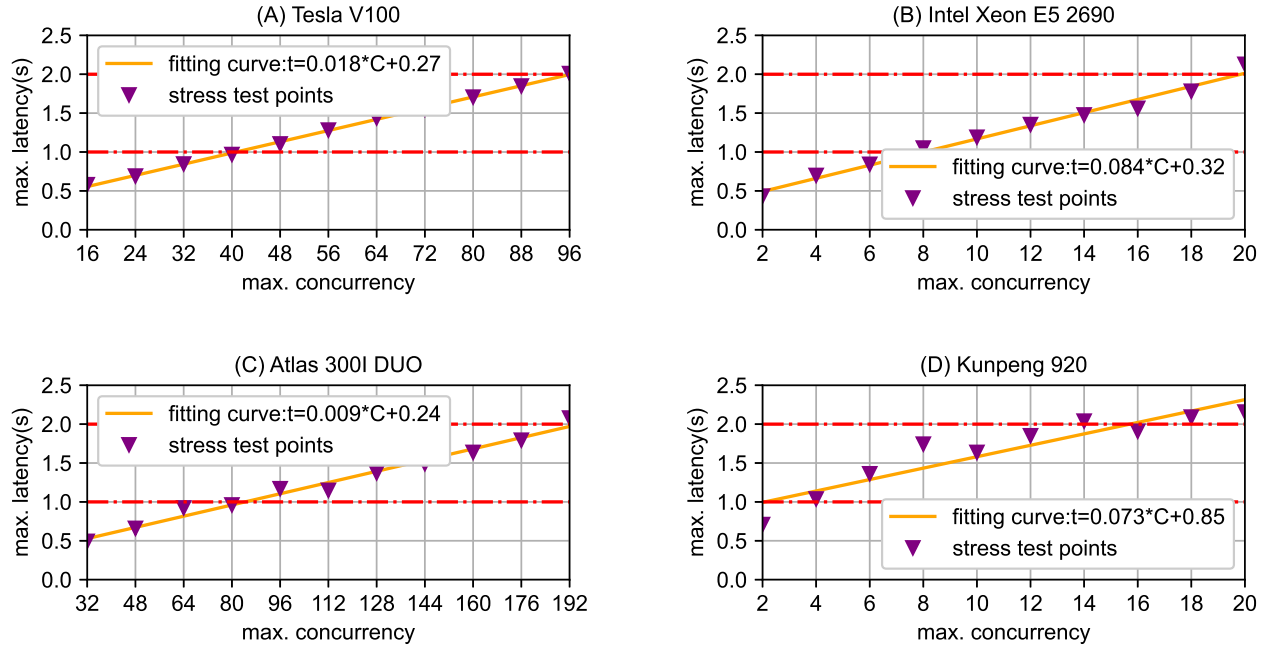 (A) Tesla V100
max. latency(s)
2.5
2.0
1.5
1.0
0.5
0.0
fitting curve:t=0.018*C+0.27
stress test points
16 24 32 40 48 56 64 72 80 88 96
max. concurrency
(B) Intel Xeon E5 2690
max. latency(s)
2.5
2.0
1.5
1.0
0.5
0.0
fitting curve:t=0.084*C+0.32
stress test points
2 4 6 8 10 12 14 16 18 20
max. concurrency
(C) Atlas 300I DUO
max. latency(s)
2.5
2.0
1.5
1.0
0.5
0.0
fitting curve:t=0.009*C+0.24
stress test points
32 48 64 80 96 112 128 144 160 176 192
max. concurrency
(D) Kunpeng 920
max. latency(s)
2.5
2.0
1.5
1.0
0.5
0.0
fitting curve:t=0.073*C+0.85
stress test points
2 4 6 8 10 12 14 16 18 20
max. concurrency